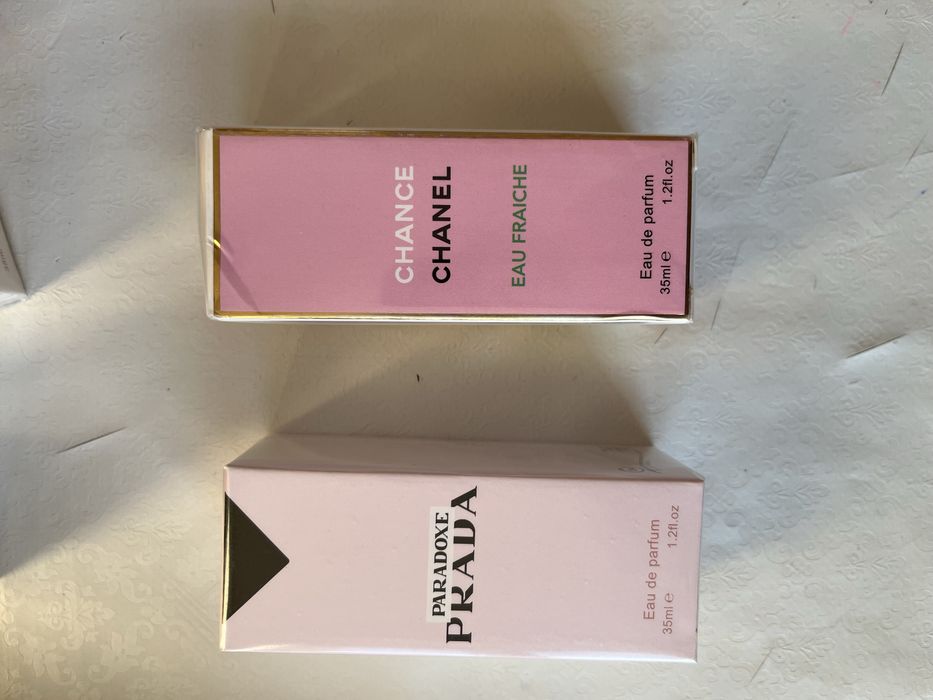 CHANCE
CHANEL
EAU FRAICHE
Eau de parfum
35ml e 1.2fl.oz
PARADOXE
PRADA
Eau de parfum
35ml e 1.2fl.oz